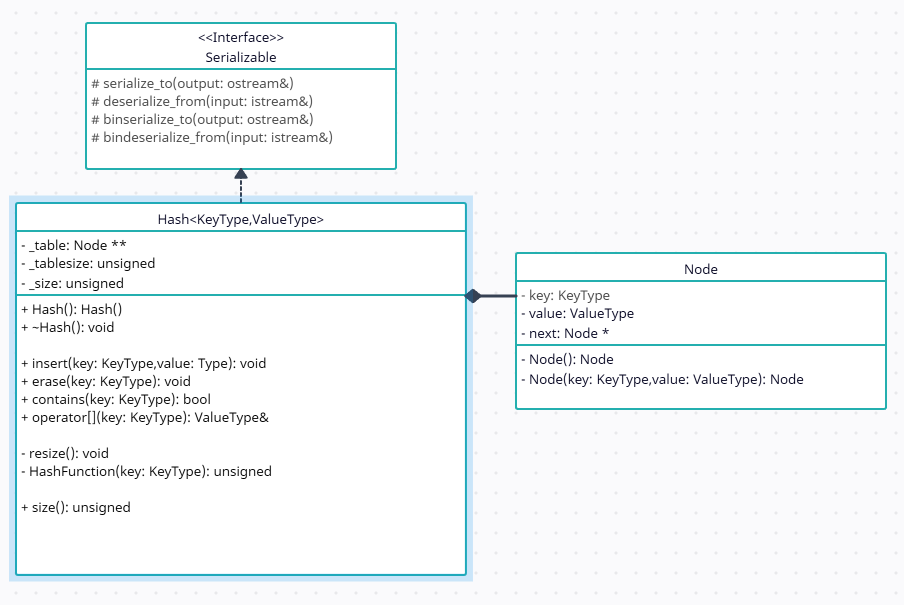 <<Interface>>
Serializable
# serialize_to(output: ostream&)
# deserialize_from(input: istream&)
# binserialize_to(output: ostream&)
# bindeserialize_from(input: istream&)
Hash<KeyType,ValueType>
- _table: Node **
- _tablesize: unsigned
- _size: unsigned
+ Hash(): Hash()
+ ~Hash(): void
+ insert(key: KeyType,value: Type): void
+ erase(key: KeyType): void
+ contains(key: KeyType): bool
+ operator[](key: KeyType): ValueType&
- resize(): void
- HashFunction(key: KeyType): unsigned
+ size(): unsigned
Node
- key: KeyType
- value: ValueType
- next: Node *
- Node(): Node
- Node(key: KeyType,value: ValueType): Node